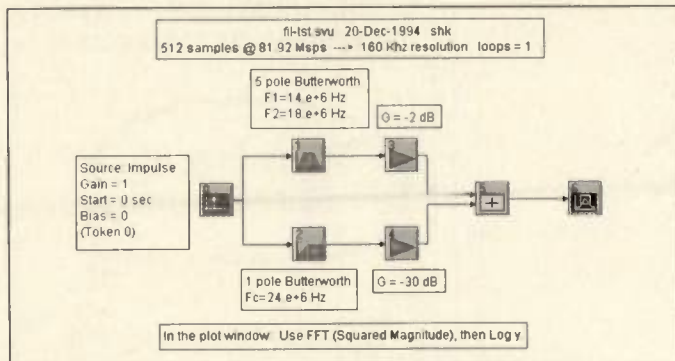 fil-tst.svu 20-Dec-1994 shk
512 samples @ 81.92 Msps ---> 160 Khz resolution loops = 1
5 pole Butterworth
F1=14.e+6 Hz
F2=18.e+6 Hz
G = -2 dB
Source: Impulse
Gain = 1
Start = 0 sec
Bias = 0
(Token 0)
1 pole Butterworth
Fc=24.e+6 Hz
G = -30 dB
In the plot window: Use FFT (Squared Magnitude), then Log y